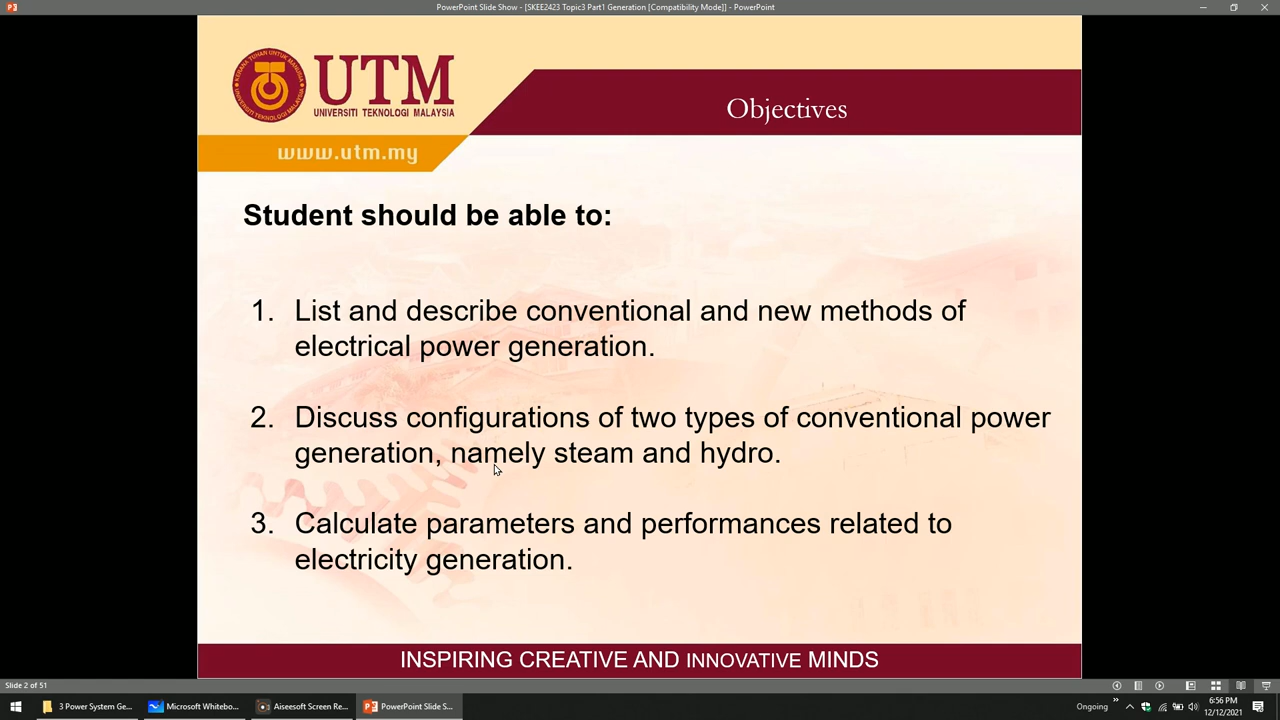 PowerPoint Slide Show - [SKEE2423 Topic3 Part1 Generation [Compatibility Mode]] - PowerPoint
UTM
UNIVERSITI TEKNOLOGI MALAYSIA
www.utm.my
Objectives
Student should be able to:
1. List and describe conventional and new methods of
electrical power generation.
2. Discuss configurations of two types of conventional power
generation, namely steam and hydro.
3. Calculate parameters and performances related to
electricity generation.
INSPIRING CREATIVE AND INNOVATIVE MINDS
Slide 2 of 51
3 Power System Ge...
Microsoft Whitebo...
Aiseesoft Screen Re...
PowerPoint Slide S...
Ongoing
6:56 PM
12/12/2021